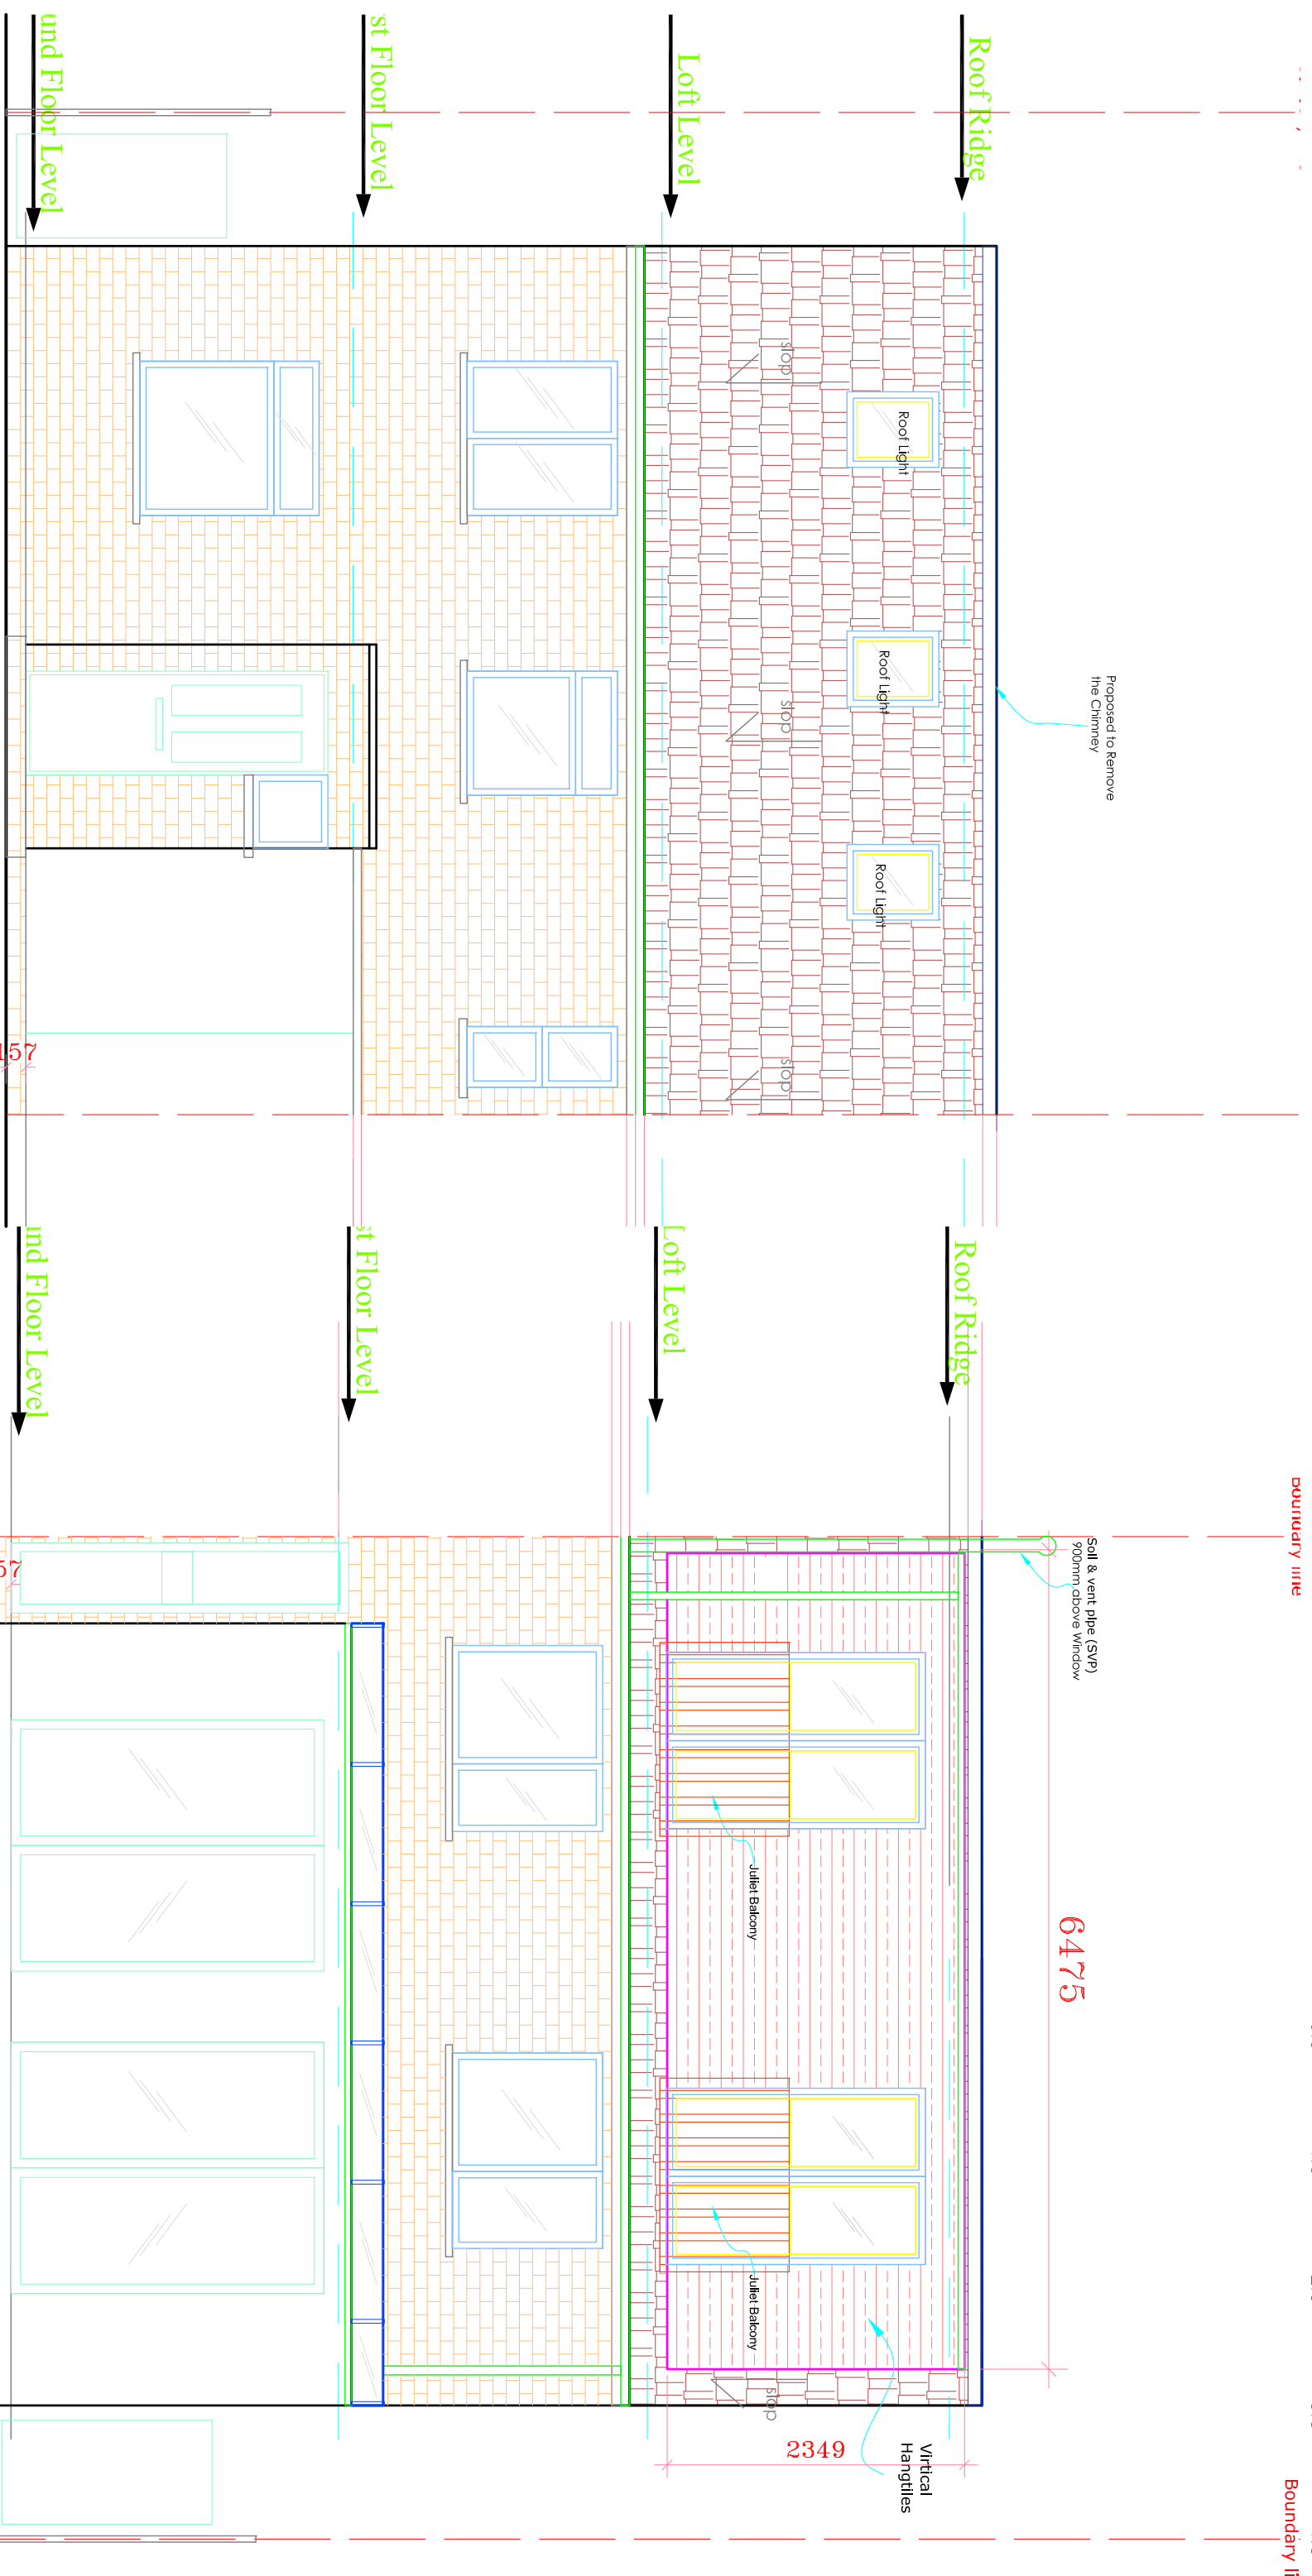 Roof Ridge
Loft Level
st Floor Level
und Floor Level
Proposed to Remove
the Chimney
Roof Light
Roof Light
Roof Light
slop
slop
slop
157
Roof Ridge
Loft Level
st Floor Level
und Floor Level
Boundary line
Soil & vent pipe (SVP)
900mm above Window
6475
Juliet Balcony
Juliet Balcony
slop
2349
Virtical
Hangtiles
57
Boundary li